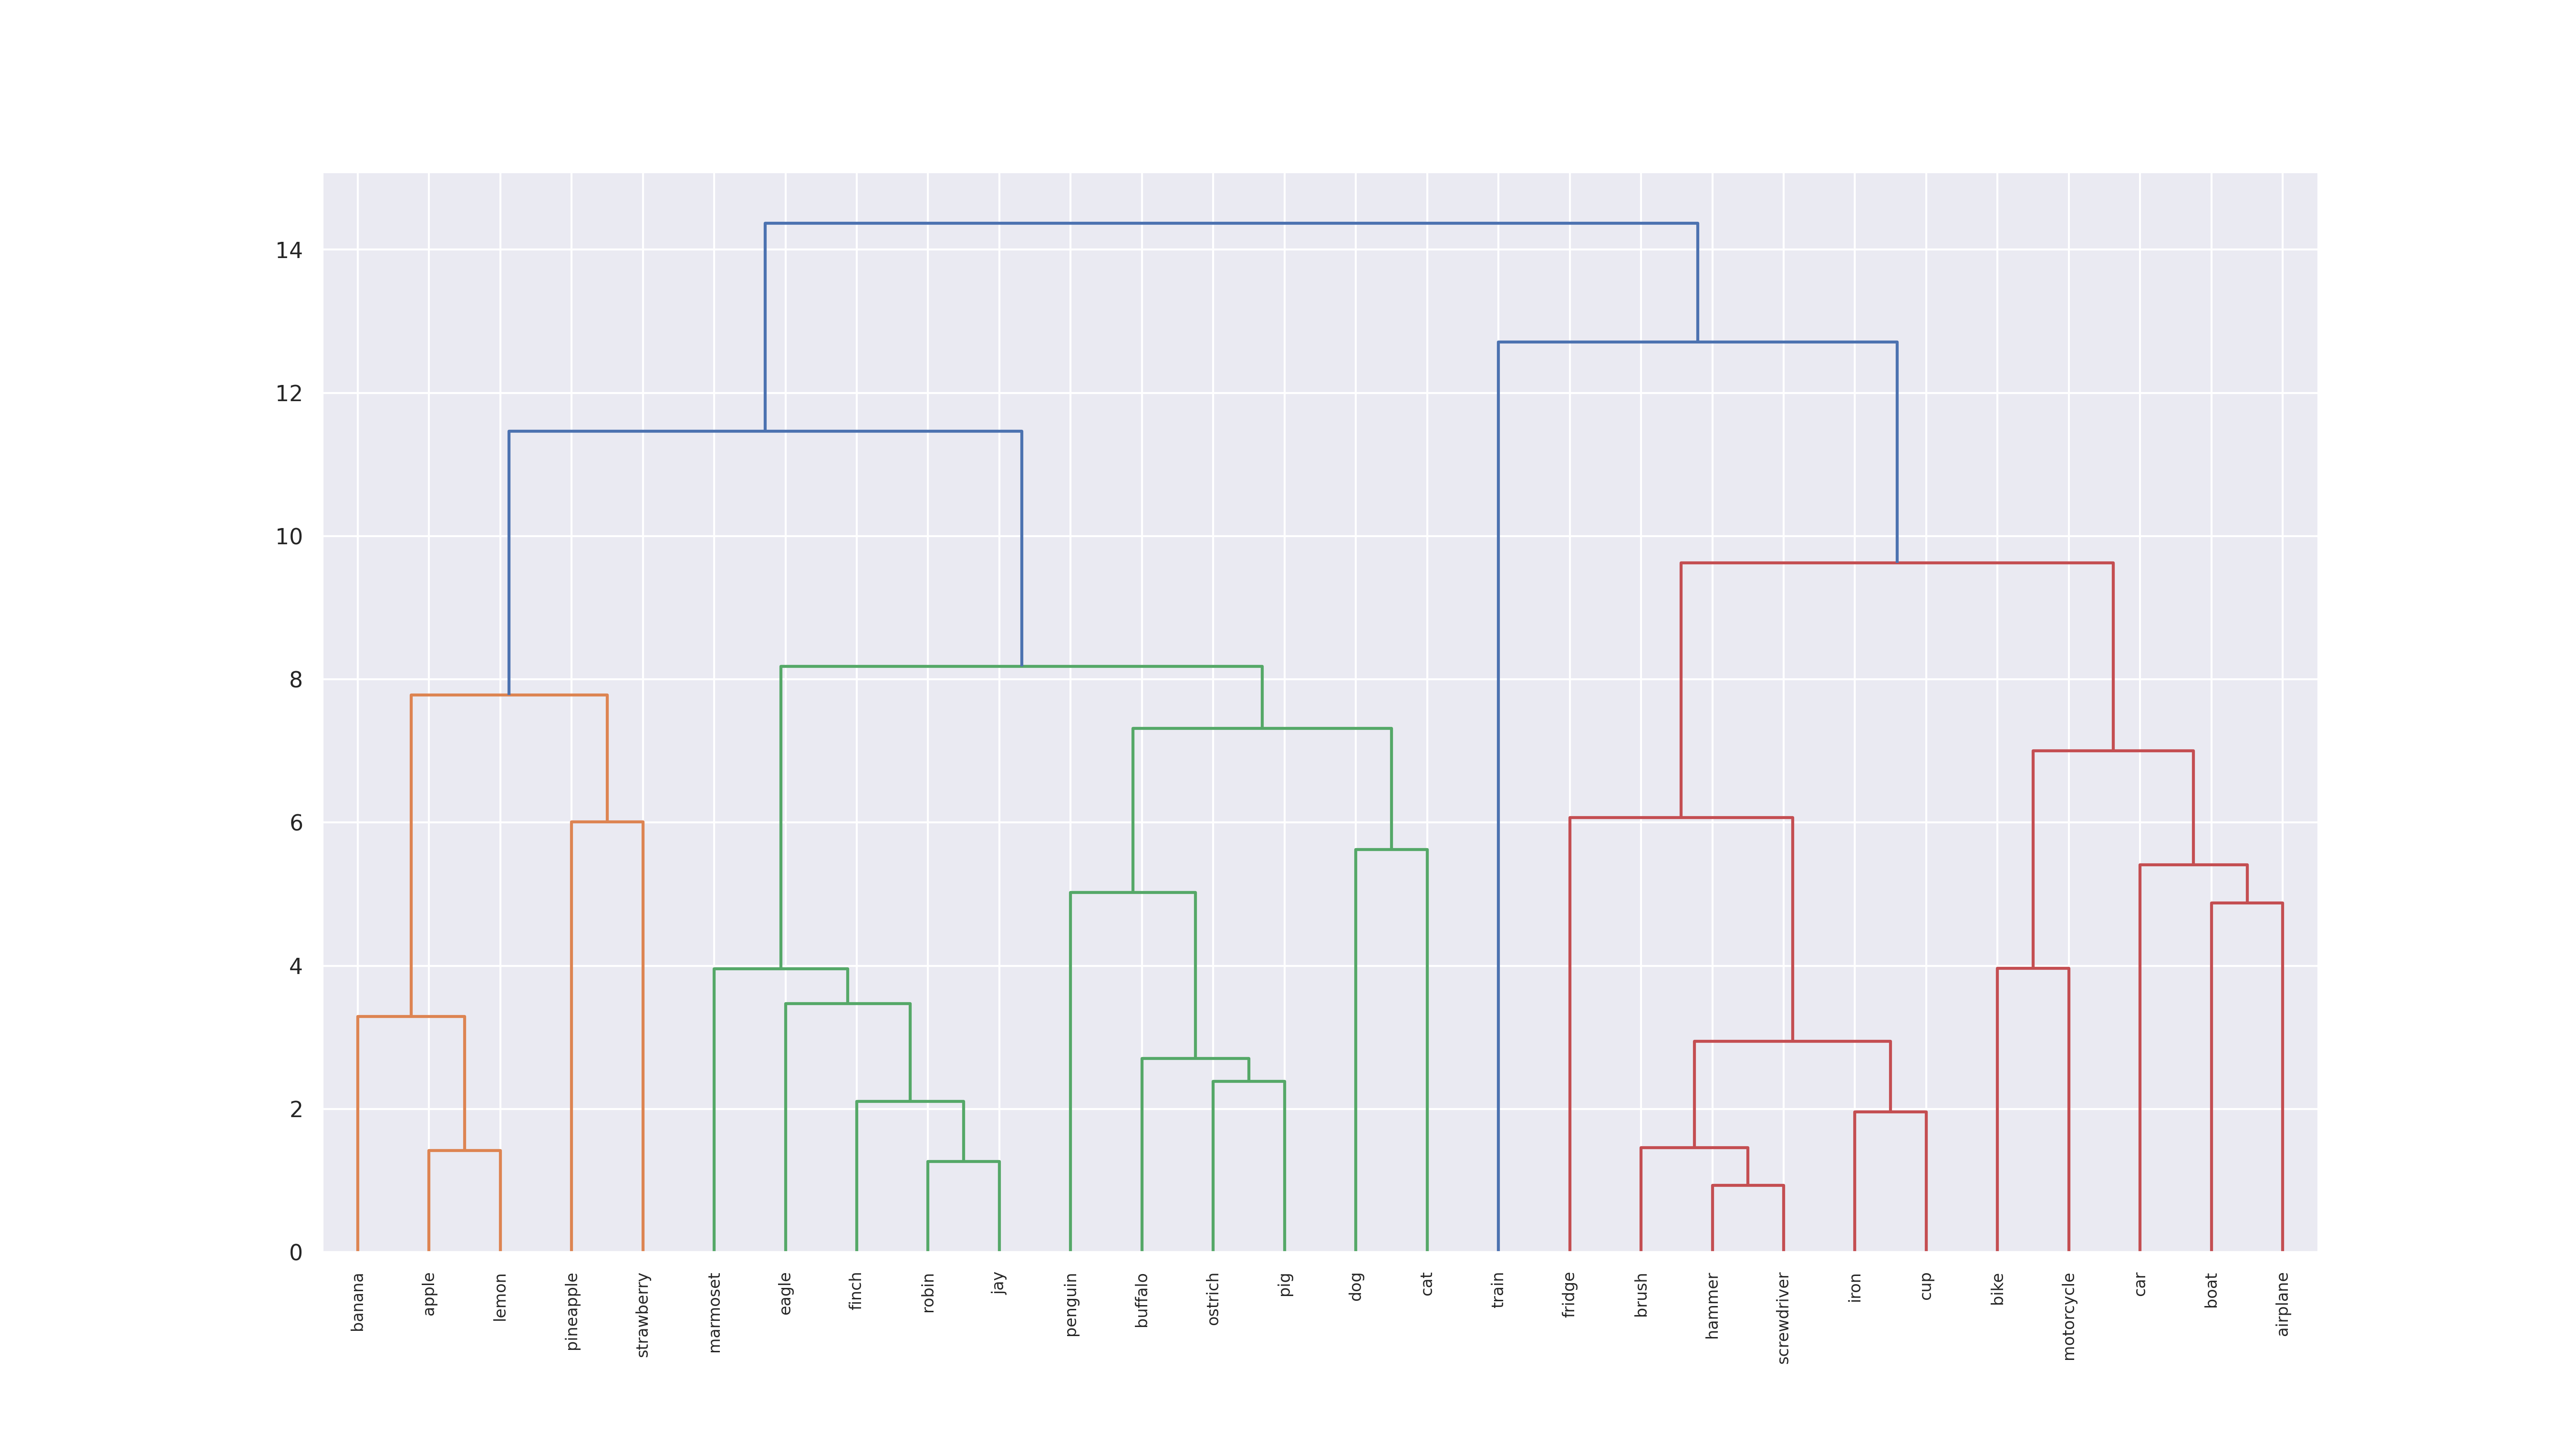 14
12
10
8
6
4
2
0
banana
apple
lemon
pineapple
strawberry
marmoset
eagle
finch
robin
jay
penguin
buffalo
ostrich
pig
dog
cat
train
fridge
brush
hammer
screwdriver
iron
cup
bike
motorcycle
car
boat
airplane